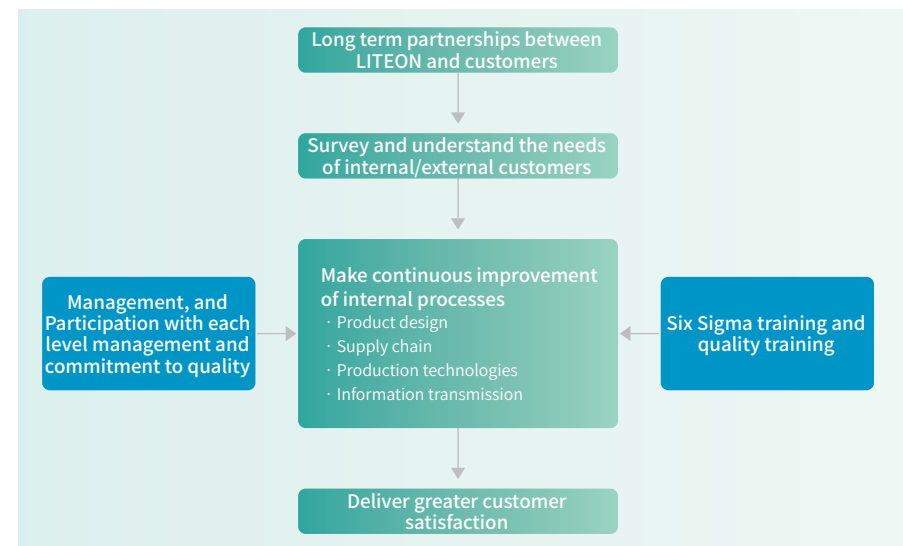 Long term partnerships between
LITEON and customers
Survey and understand the needs
of internal/external customers
Make continuous improvement
of internal processes
· Product design
· Supply chain
· Production technologies
· Information transmission
Management, and
Participation with each
level management and
commitment to quality
Six Sigma training and
quality training
Deliver greater customer
satisfaction